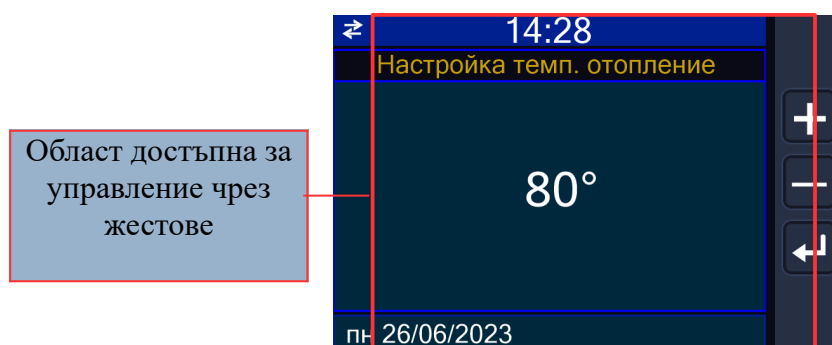 14:28
Настройка темп. отопление
Област достъпна за
управление чрез
жестове
80°
пн 26/06/2023